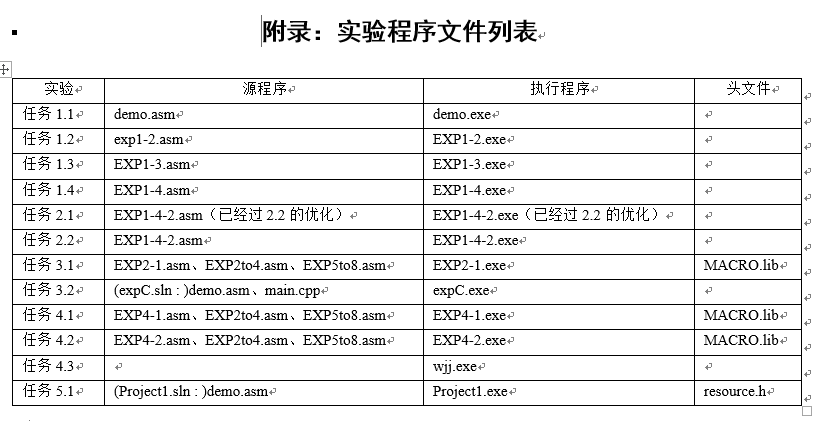 附录：实验程序文件列表
实验 源程序 执行程序 头文件
任务 1.1 demo.asm demo.exe
任务 1.2 exp1-2.asm EXP1-2.exe
任务 1.3 EXP1-3.asm EXP1-3.exe
任务 1.4 EXP1-4.asm EXP1-4.exe
任务 2.1 EXP1-4-2.asm（已经过 2.2 的优化） EXP1-4-2.exe（已经过 2.2 的优化）
任务 2.2 EXP1-4-2.asm EXP1-4-2.exe
任务 3.1 EXP2-1.asm、EXP2to4.asm、EXP5to8.asm EXP2-1.exe MACRO.lib
任务 3.2 (expC.sln : )demo.asm、main.cpp expC.exe
任务 4.1 EXP4-1.asm、EXP2to4.asm、EXP5to8.asm EXP4-1.exe MACRO.lib
任务 4.2 EXP4-2.asm、EXP2to4.asm、EXP5to8.asm EXP4-2.exe MACRO.lib
任务 4.3 wjj.exe
任务 5.1 (Project1.sln : )demo.asm Project1.exe resource.h